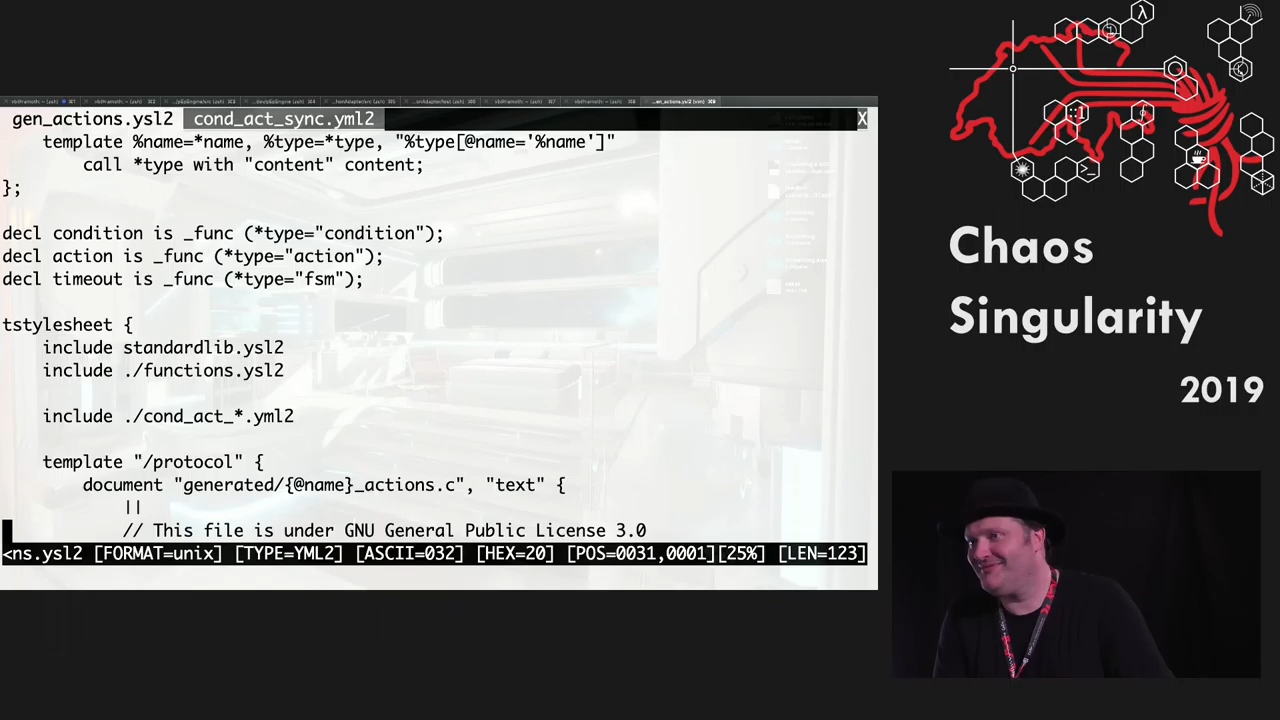 gen_actions.ysl2 cond_act_sync.yml2 X
template %name=*name, %type=*type, "%type[@name='%name']"
call *type with "content" content;
};
decl condition is _func (*type="condition");
decl action is _func (*type="action");
decl timeout is _func (*type="fsm");
tstylesheet {
include standardlib.ysl2
include ./functions.ysl2
include ./cond_act_*.yml2
template "/protocol" {
document "generated/{@name}_actions.c", "text" {
||
// This file is under GNU General Public License 3.0
<ns.ysl2 [FORMAT=unix] [TYPE=YML2] [ASCII=032] [HEX=20] [POS=0031,0001][25%] [LEN=123]
Chaos
Singularity
2019